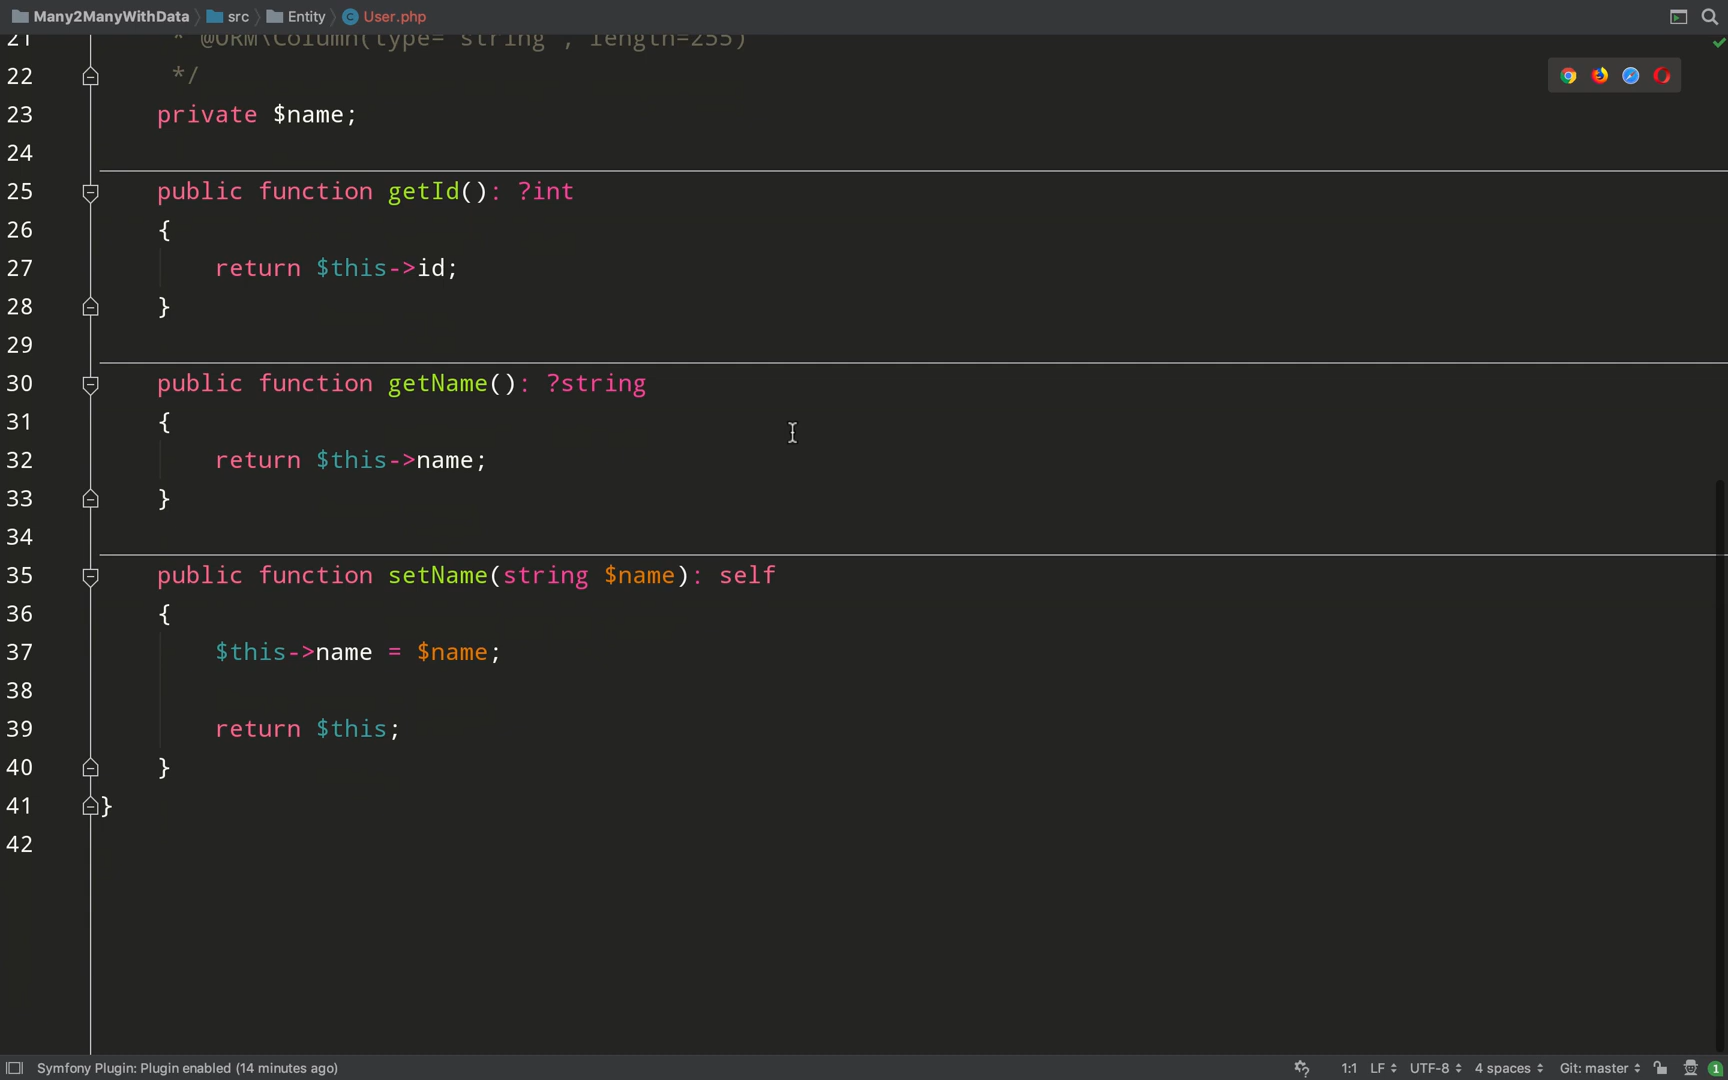 Many2ManyWithData src Entity User.php
21 * @ORM\Column(type="string", length=255)
22 */
23 private $name;
24
25 public function getId(): ?int
26 {
27 return $this->id;
28 }
29
30 public function getName(): ?string
31 {
32 return $this->name;
33 }
34
35 public function setName(string $name): self
36 {
37 $this->name = $name;
38
39 return $this;
40 }
41 }
42
Symfony Plugin: Plugin enabled (14 minutes ago) 1:1 LF UTF-8 4 spaces Git: master 1